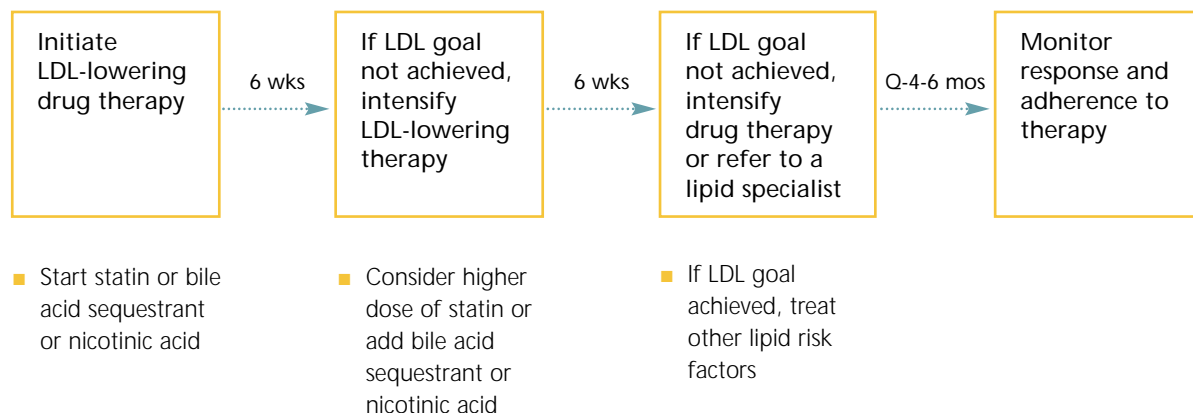 Initiate
LDL-lowering
drug therapy
6 wks
If LDL goal
not achieved,
intensify
LDL-lowering
therapy
6 wks
If LDL goal
not achieved,
intensify
drug therapy
or refer to a
lipid specialist
Q-4-6 mos
Monitor
response and
adherence to
therapy
Start statin or bile
acid sequestrant
or nicotinic acid
Consider higher
dose of statin or
add bile acid
sequestrant or
nicotinic acid
If LDL goal
achieved, treat
other lipid risk
factors